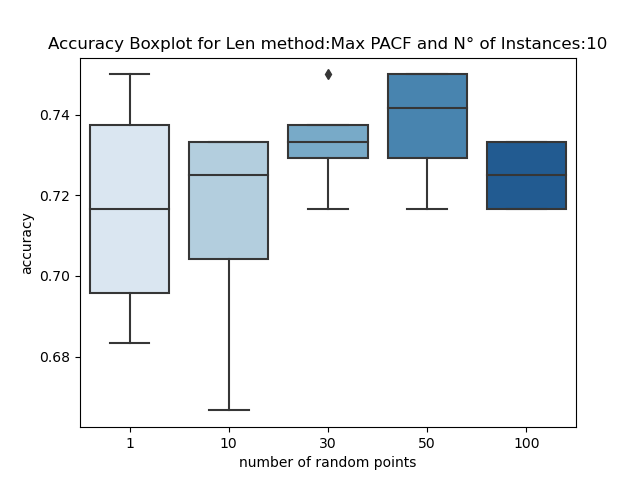 Accuracy Boxplot for Len method:Max PACF and N° of Instances:10
accuracy
0.74
0.72
0.70
0.68
1 10 30 50 100
number of random points